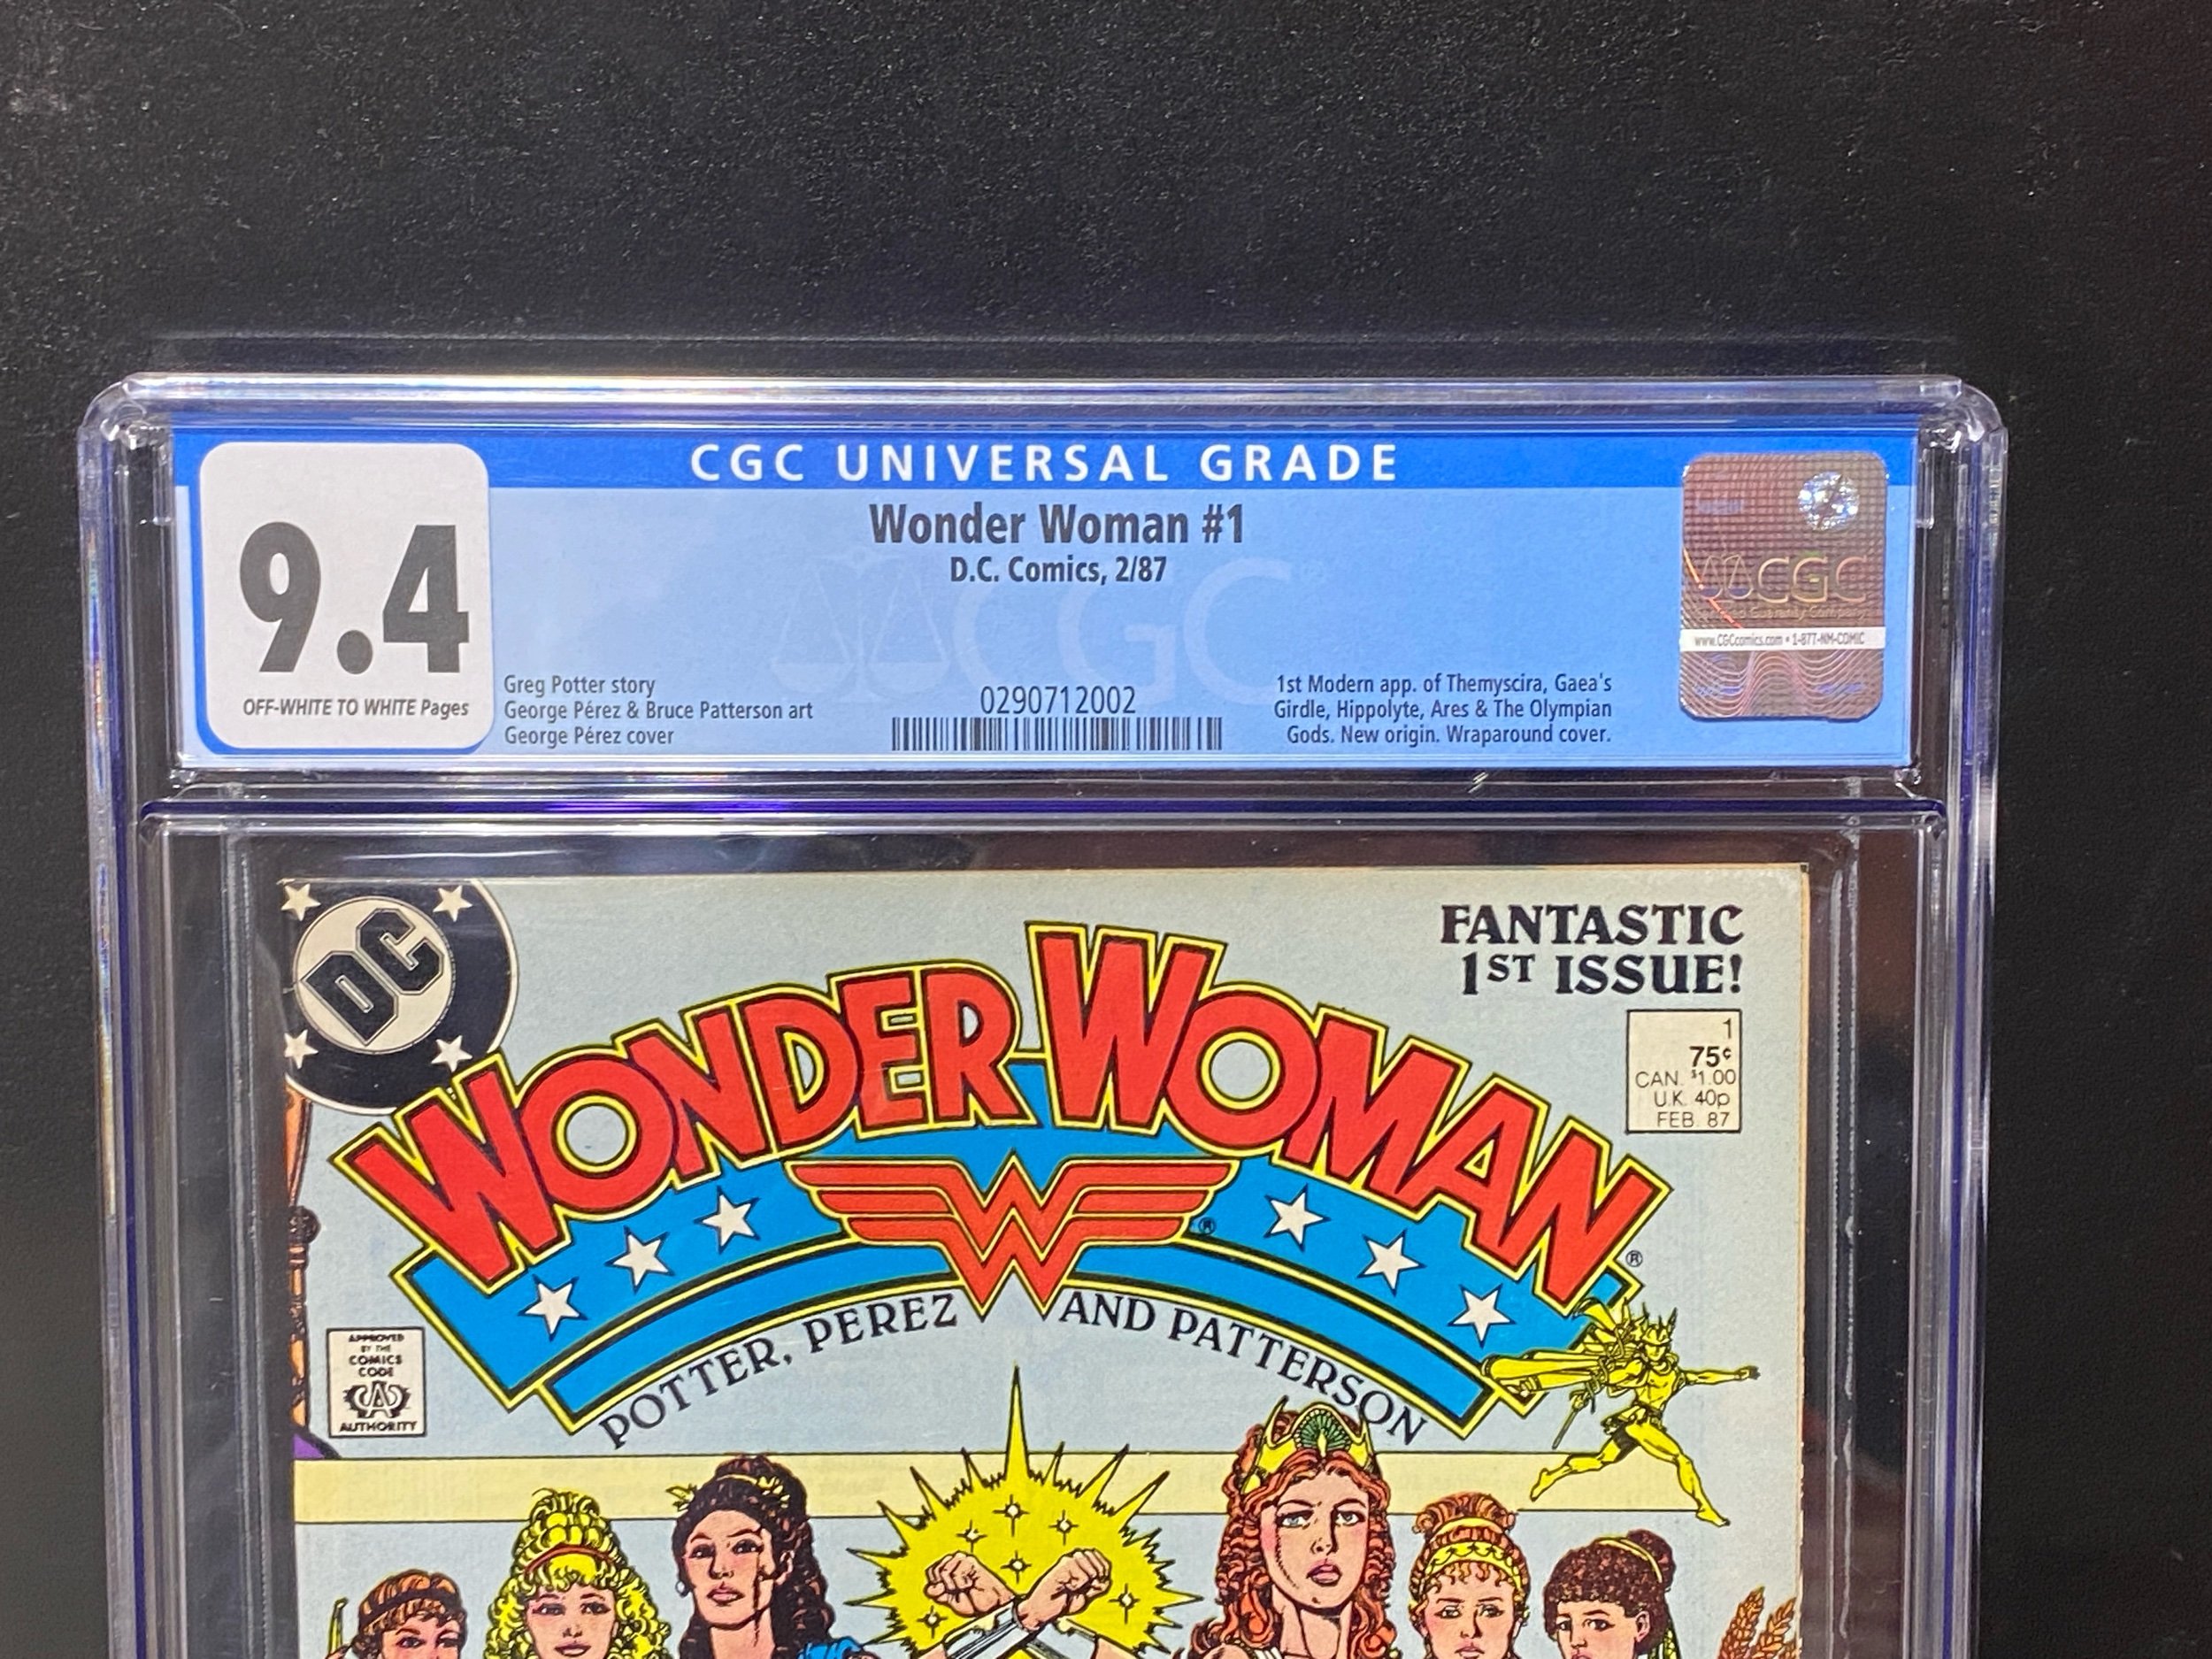 CGC UNIVERSAL GRADE
9.4
OFF-WHITE TO WHITE Pages
Wonder Woman #1
D.C. Comics, 2/87
CGC
Greg Potter story
George Pérez & Bruce Patterson art
George Pérez cover
0290712002
1st Modern app. of Themyscira, Gaea's
Girdle, Hippolyte, Ares & The Olympian
Gods. New origin. Wraparound cover.
CGC
www.CGCcomics.com • 1-877-NM-COMIC
DC
FANTASTIC
1ST ISSUE!
WONDER WOMAN ®
1
75¢
CAN. $1.00
U.K. 40p
FEB. 87
W ®
POTTER, PEREZ AND PATTERSON
APPROVED
BY THE
COMICS
CODE
CA
AUTHORITY